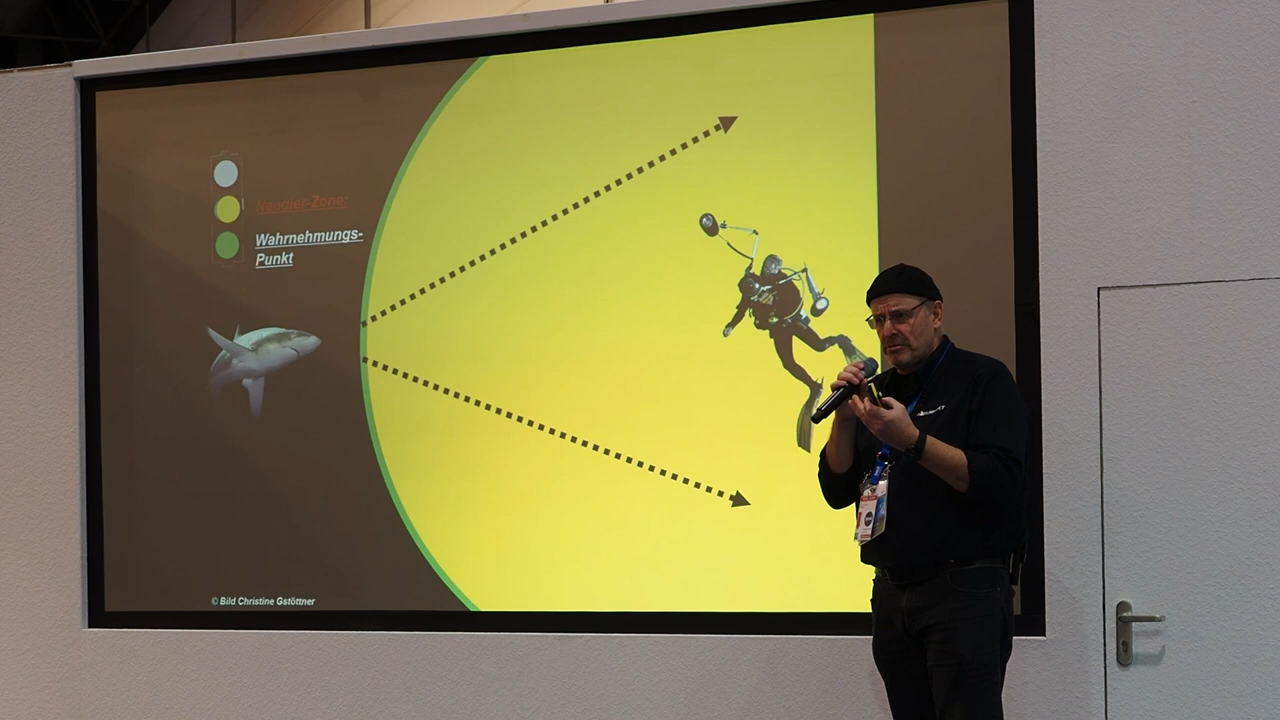 Neugier-Zone:
Wahrnehmungs-
Punkt
© Bild Christine Gstöttner